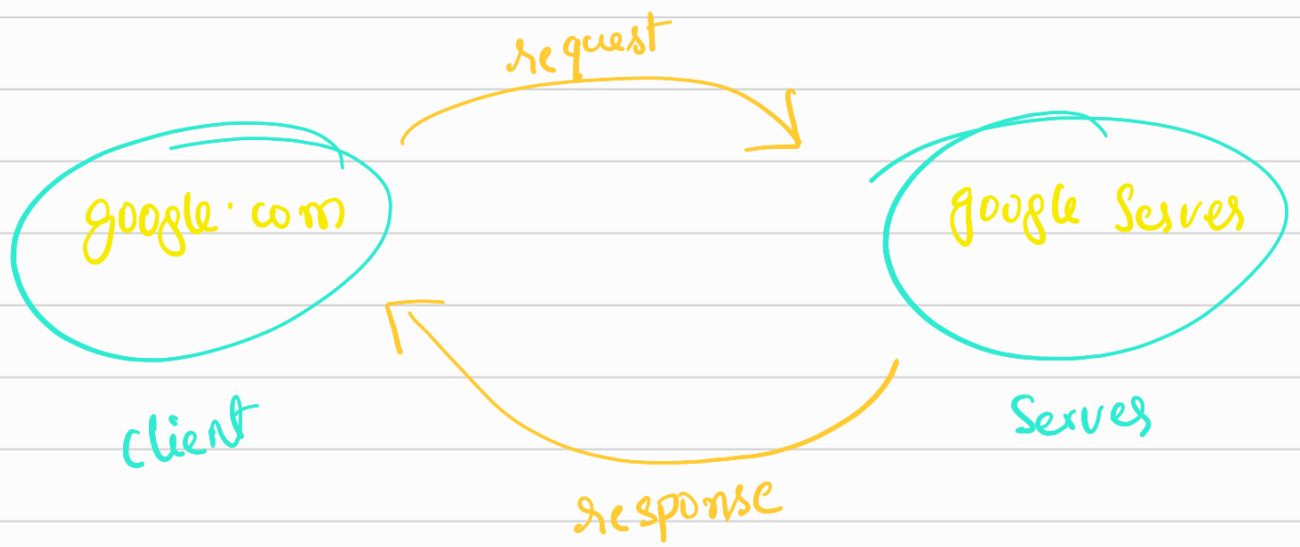 request
google.com
google Server
client
Server
response